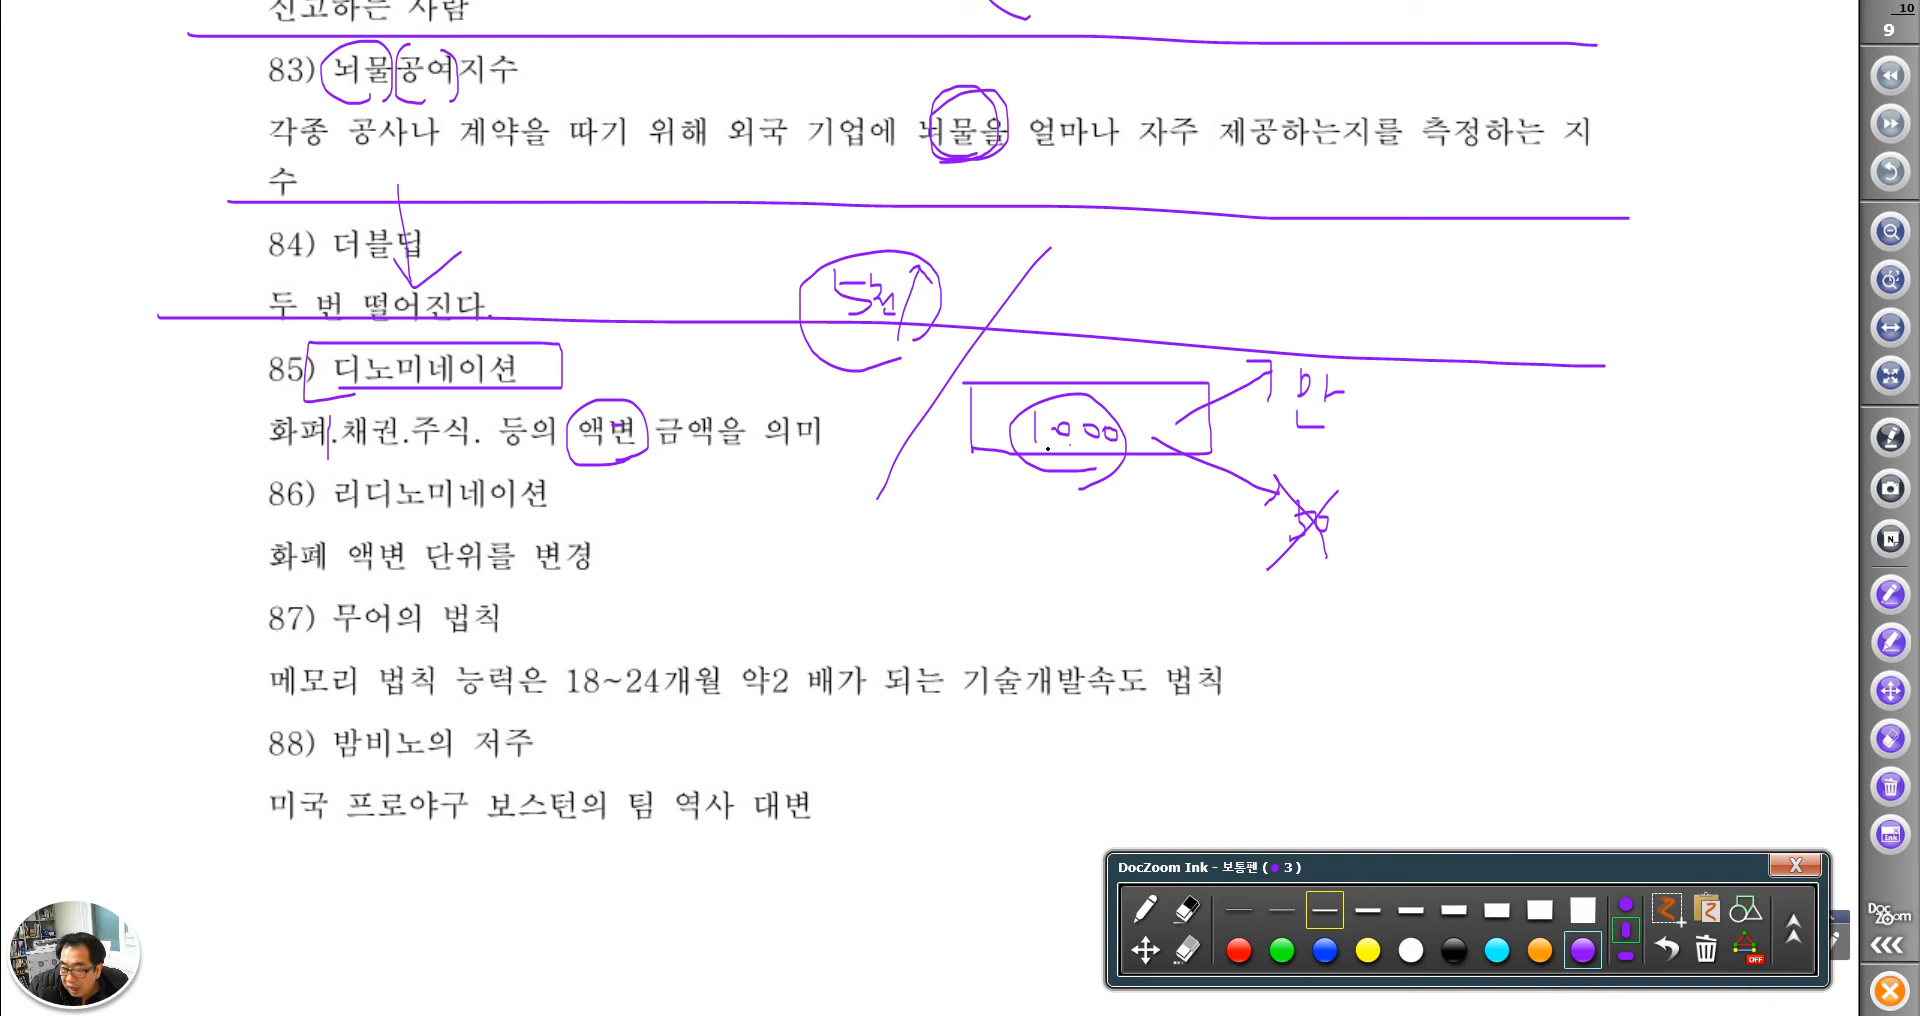 신고하는 사람
83) 뇌물공여지수
각종 공사나 계약을 따기 위해 외국 기업에 뇌물을 얼마나 자주 제공하는지를 측정하는 지
수
84) 더블딥
두 번 떨어진다.
5천
85) 디노미네이션
만
화폐.채권.주식. 등의 액변 금액을 의미
10.00
86) 리디노미네이션
50
화폐 액변 단위를 변경
87) 무어의 법칙
메모리 법칙 능력은 18~24개월 약2 배가 되는 기술개발속도 법칙
88) 밤비노의 저주
미국 프로야구 보스턴의 팀 역사 대변
DocZoom Ink - 보통펜 ( 3 )
X
OFF
10
9
N
Ink
DocZoom